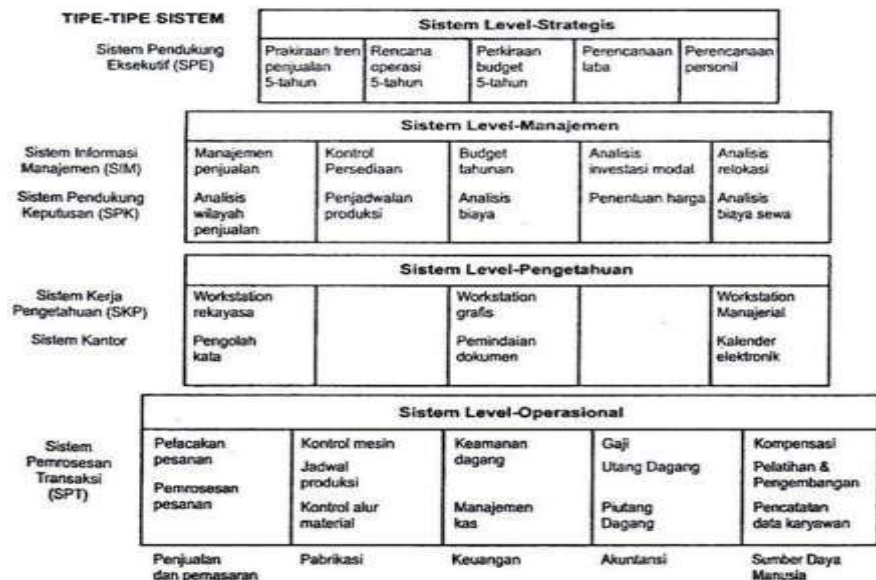 TIPE-TIPE SISTEM
Sistem Level-Strategis
Sistem Pendukung
Eksekutif (SPE)
Prakiraan tren
penjualan
5-tahun
Rencana
operasi
5-tahun
Perkiraan
budget
5-tahun
Perencanaan
laba
Perencanaan
personil
Sistem Level-Manajemen
Sistem Informasi
Manajemen (SIM)
Manajemen
penjualan
Kontrol
Persediaan
Budget
tahunan
Analisis
investasi modal
Analisis
relokasi
Sistem Pendukung
Keputusan (SPK)
Analisis
wilayah
penjualan
Penjadwalan
produksi
Analisis
biaya
Penentuan harga
Analisis
biaya sewa
Sistem Level-Pengetahuan
Sistem Kerja
Pengetahuan (SKP)
Workstation
rekayasa
Workstation
grafis
Workstation
Manajerial
Sistem Kantor
Pengolah
kata
Pemindaian
dokumen
Kalender
elektronik
Sistem Level-Operasional
Sistem
Pemrosesan
Transaksi
(SPT)
Pelacakan
pesanan
Pemrosesan
pesanan
Kontrol mesin
Jadwal
produksi
Kontrol alur
material
Keamanan
dagang
Manajemen
kas
Gaji
Utang Dagang
Piutang
Dagang
Kompensasi
Pelatihan &
Pengembangan
Pencatatan
data karyawan
Penjualan
dan pemasaran
Pabrikasi
Keuangan
Akuntansi
Sumber Daya
Manusia